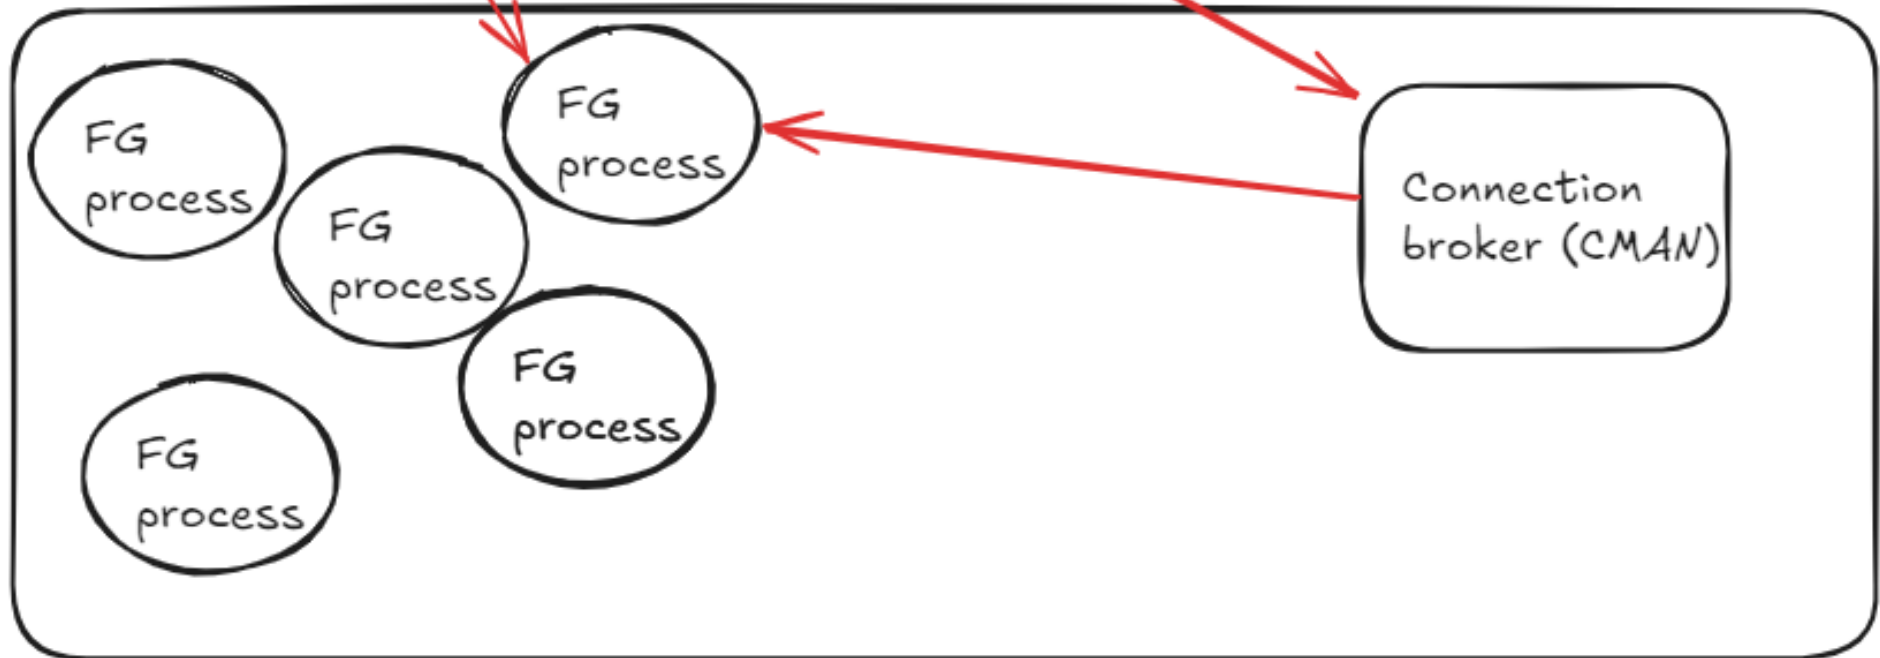 FG
process
FG
process
FG
process
FG
process
FG
process
Connection
broker (CMAN)